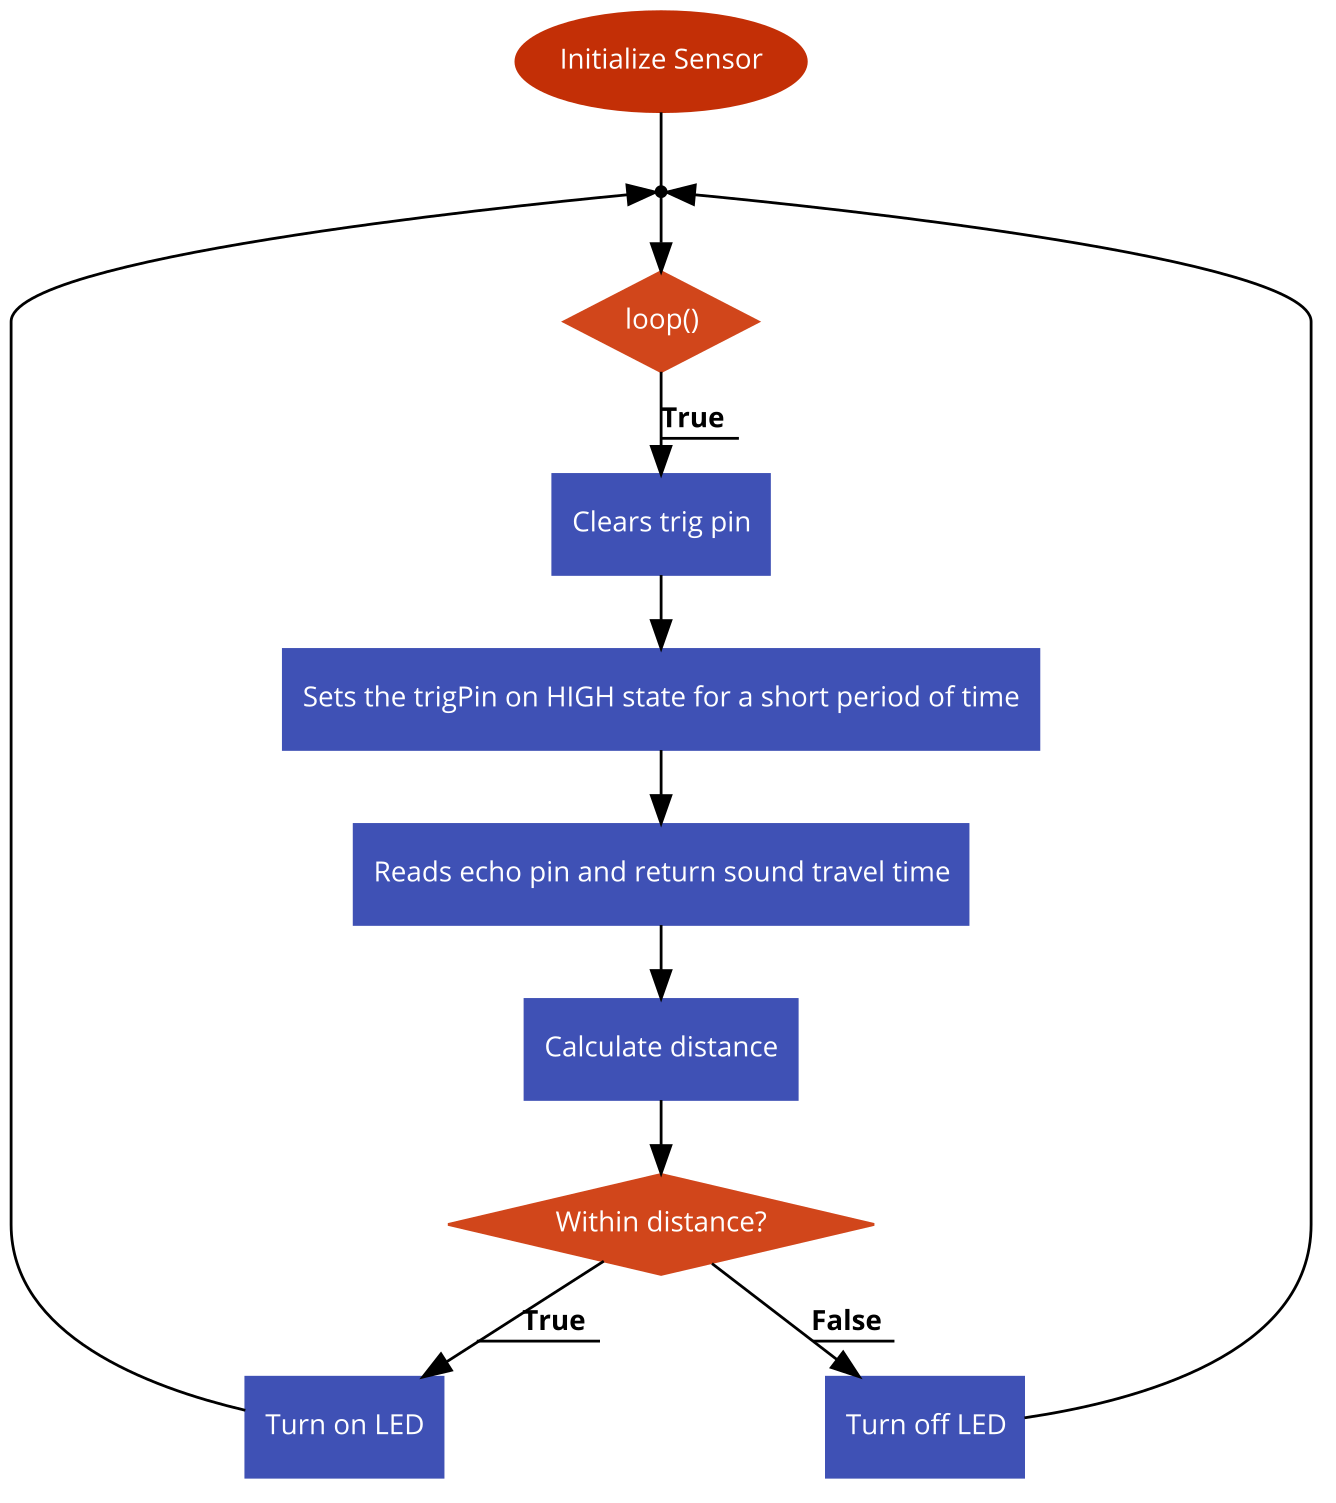 Initialize Sensor
loop()
True
Clears trig pin
Sets the trigPin on HIGH state for a short period of time
Reads echo pin and return sound travel time
Calculate distance
Within distance?
True
False
Turn on LED
Turn off LED